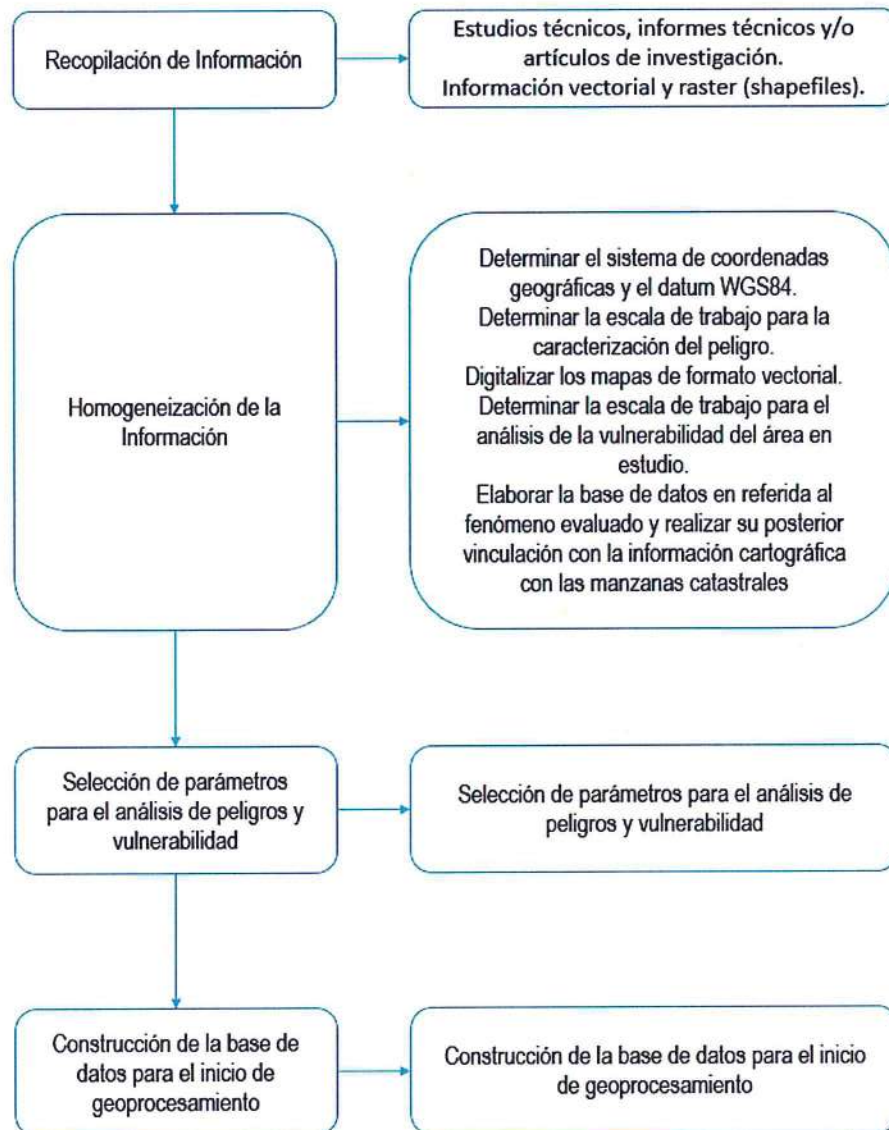 Recopilación de Información
Estudios técnicos, informes técnicos y/o
artículos de investigación.
Información vectorial y raster (shapefiles).
Homogeneización de la
Información
Determinar el sistema de coordenadas
geográficas y el datum WGS84.
Determinar la escala de trabajo para la
caracterización del peligro.
Digitalizar los mapas de formato vectorial.
Determinar la escala de trabajo para el
análisis de la vulnerabilidad del área en
estudio.
Elaborar la base de datos en referida al
fenómeno evaluado y realizar su posterior
vinculación con la información cartográfica
con las manzanas catastrales
Selección de parámetros
para el análisis de peligros y
vulnerabilidad
Selección de parámetros para el análisis de
peligros y vulnerabilidad
Construcción de la base de
datos para el inicio de
geoprocesamiento
Construcción de la base de datos para el inicio
de geoprocesamiento